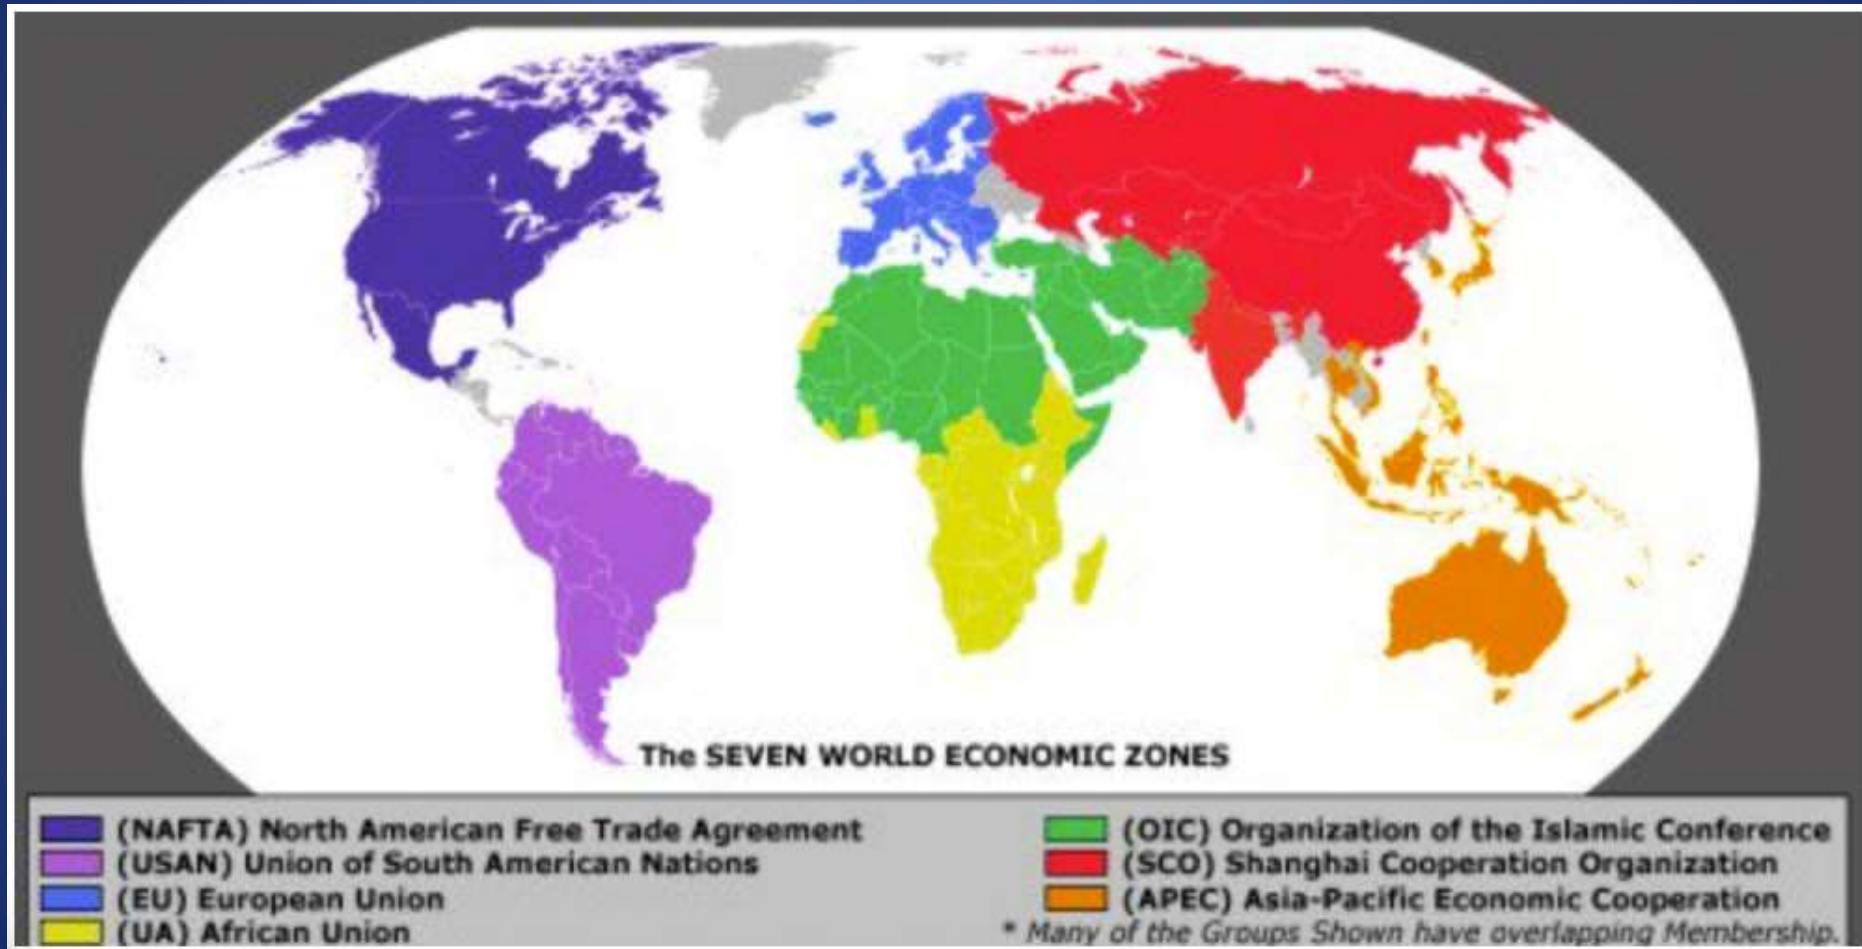 The SEVEN WORLD ECONOMIC ZONES
(NAFTA) North American Free Trade Agreement
(USAN) Union of South American Nations
(EU) European Union
(UA) African Union
(OIC) Organization of the Islamic Conference
(SCO) Shanghai Cooperation Organization
(APEC) Asia-Pacific Economic Cooperation
* Many of the Groups Shown have overlapping Membership.